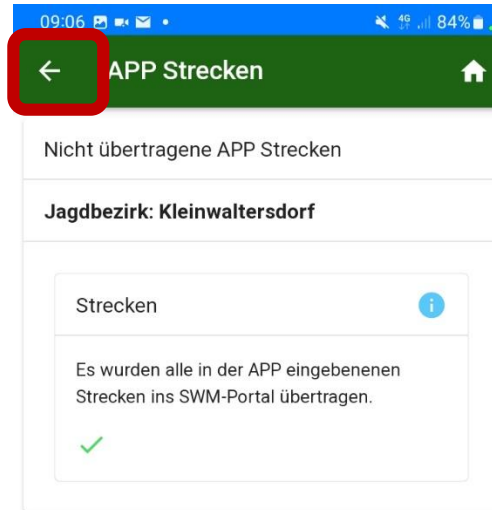 09:06 4G 84%
APP Strecken
Nicht übertragene APP Strecken
Jagdbezirk: Kleinwaltersdorf
Strecken i
Es wurden alle in der APP eingebenenen
Strecken ins SWM-Portal übertragen.